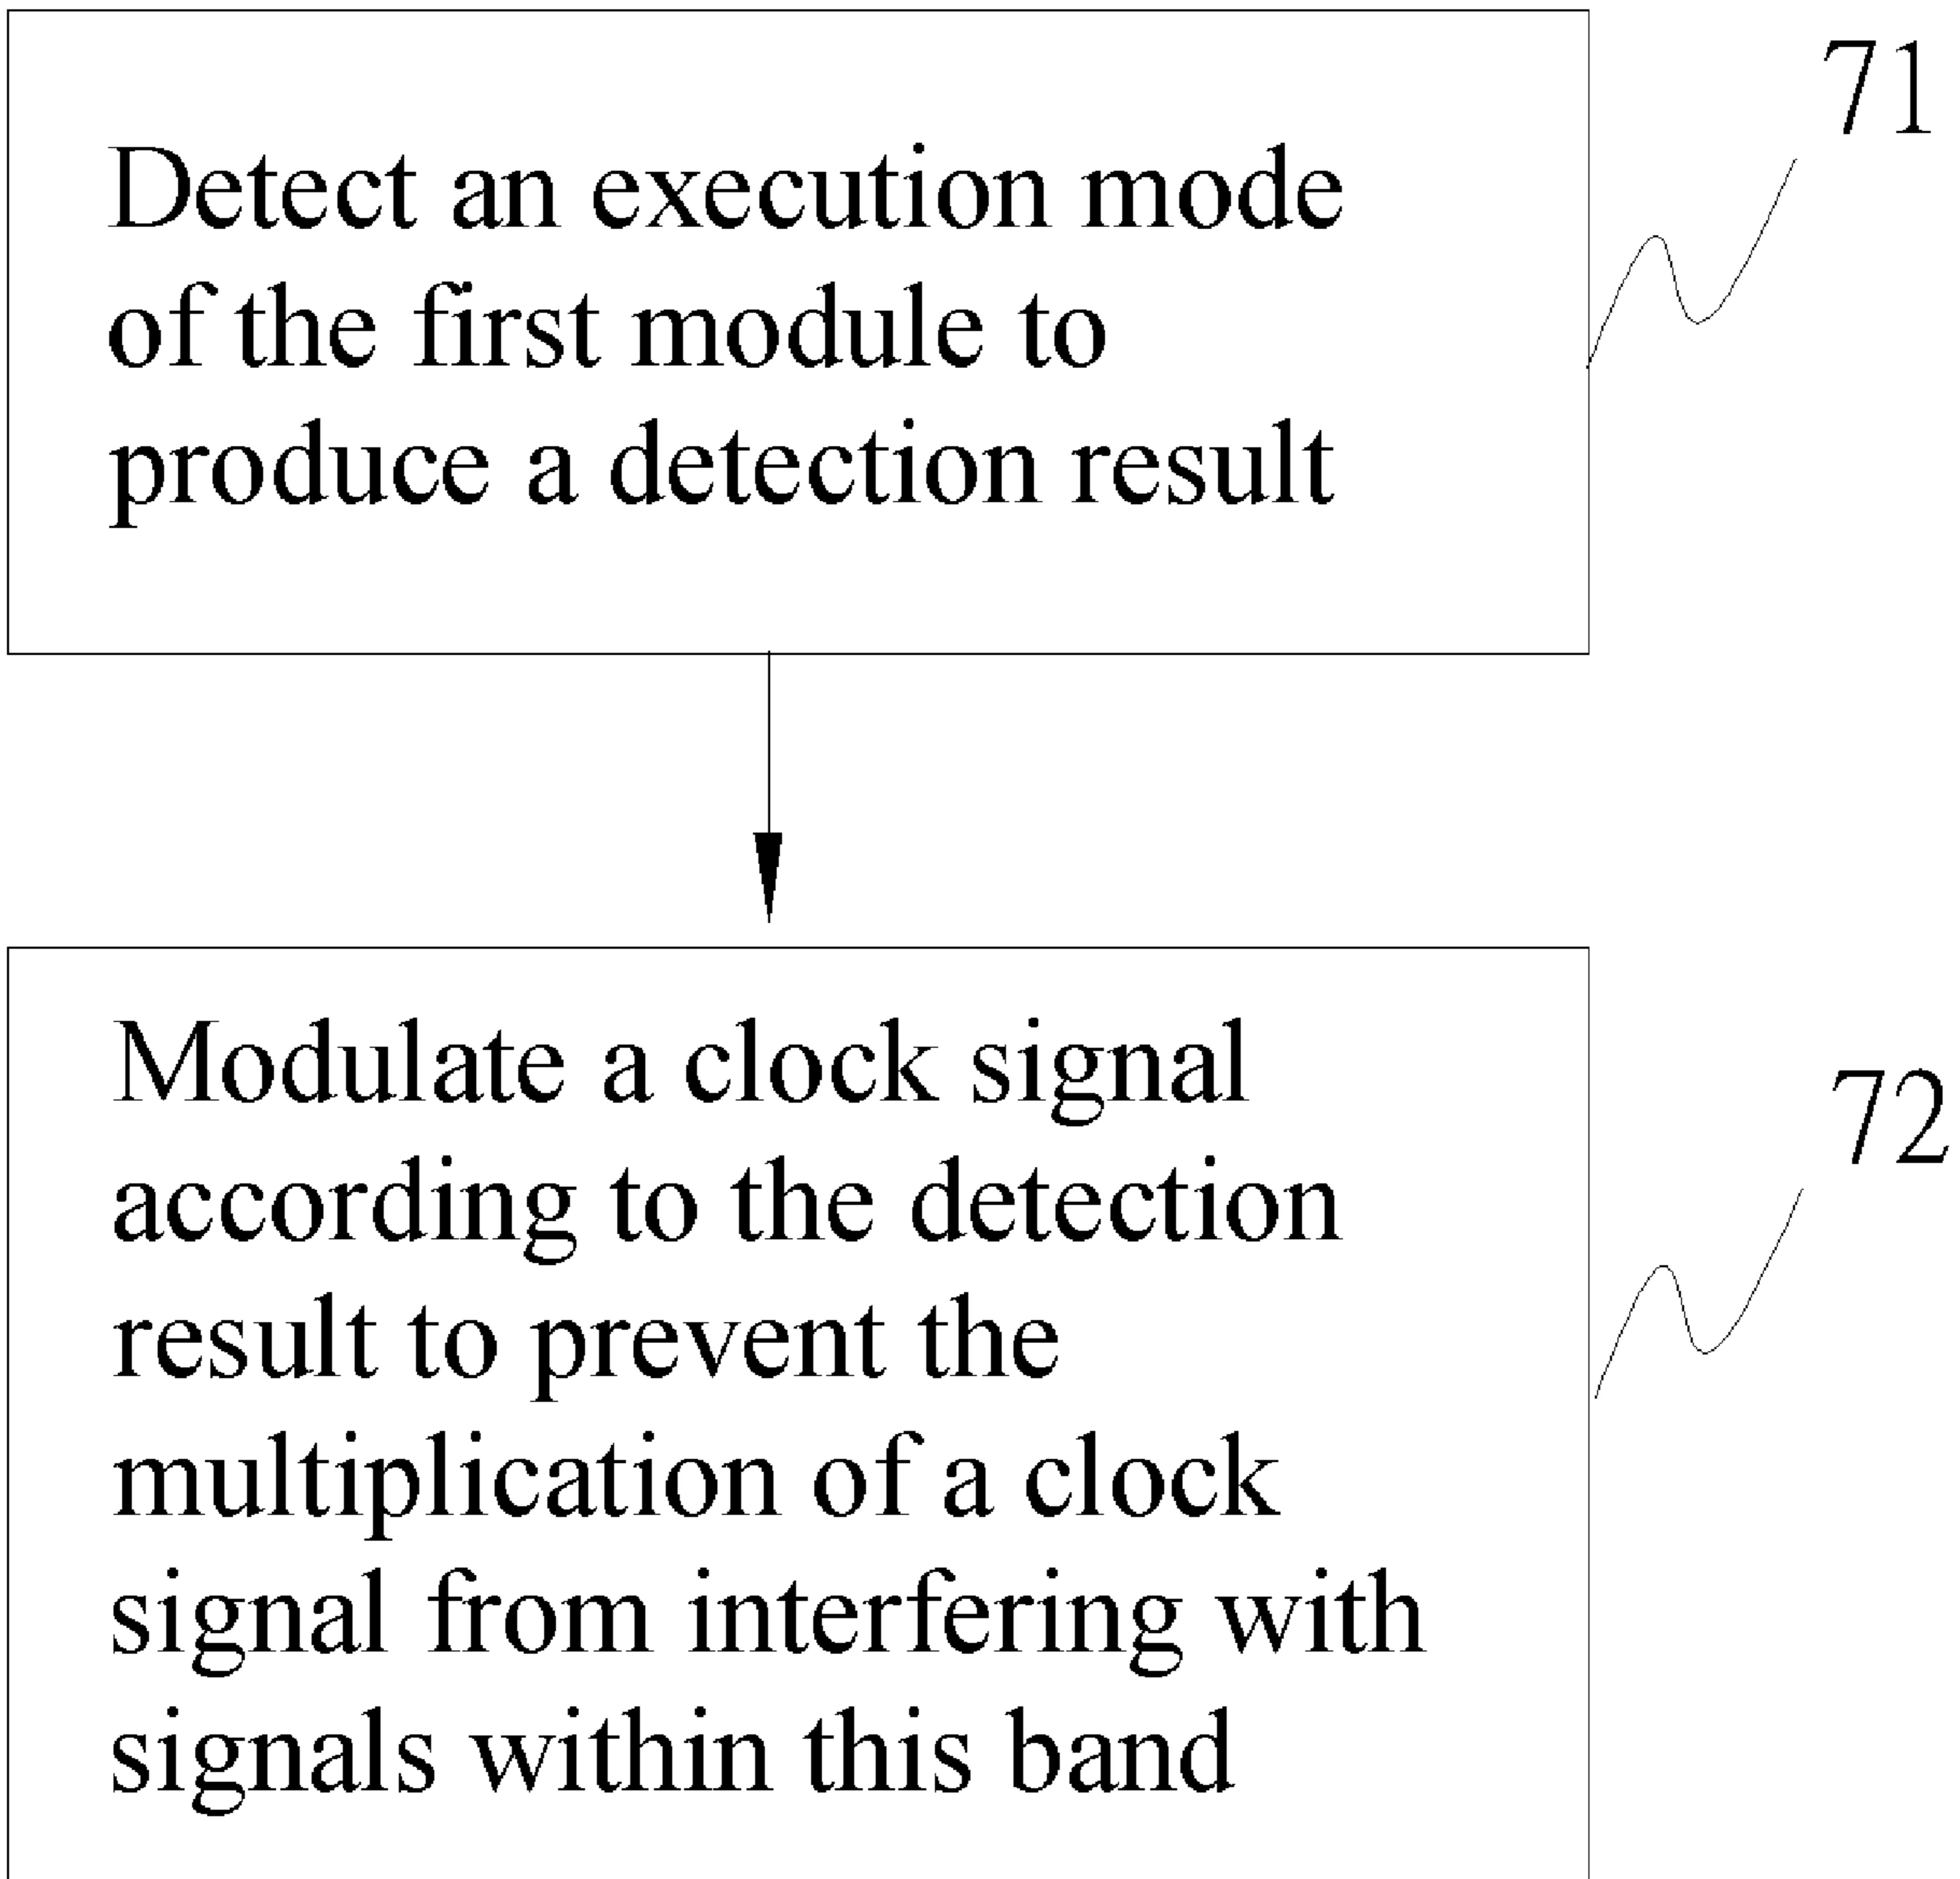 71
Detect an execution mode
of the first module to
produce a detection result
Modulate a clock signal
72
according to the detection
result to prevent the
multiplication of a clock
signal from interfering with
signals within this band